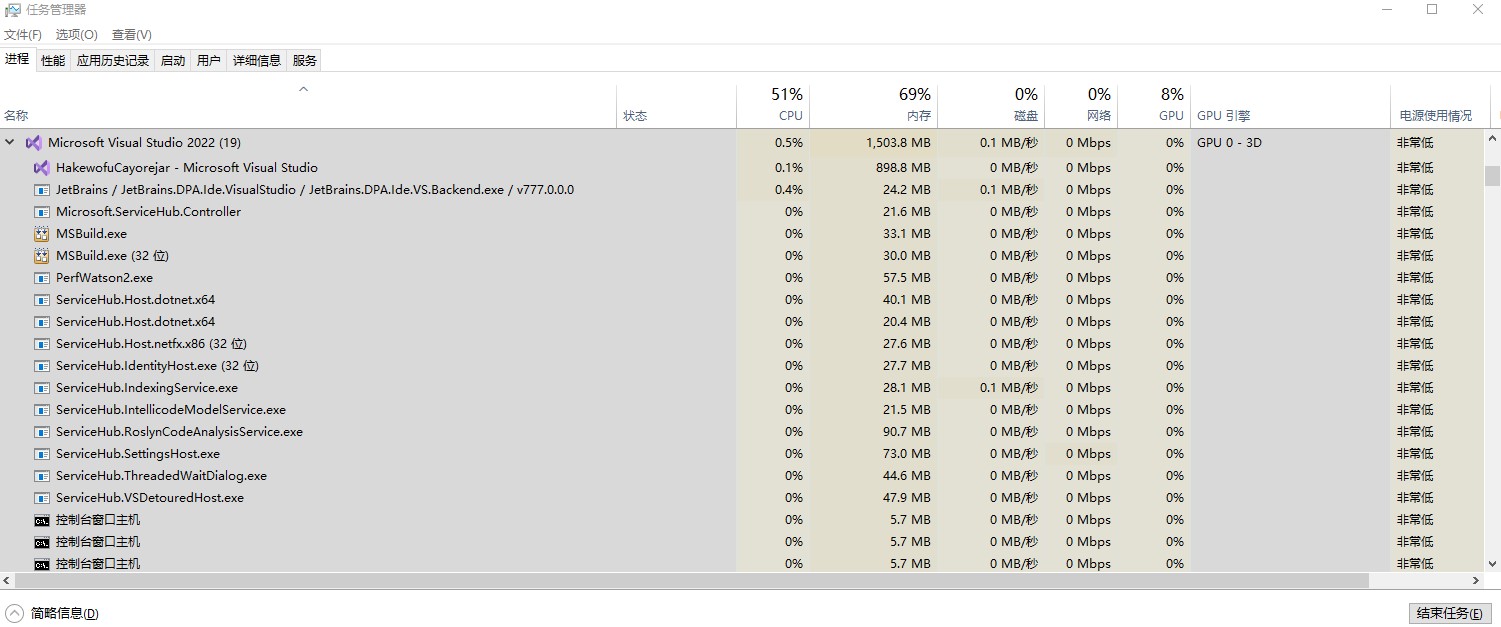 任务管理器
文件(F) 选项(O) 查看(V)
进程 性能 应用历史记录 启动 用户 详细信息 服务
51% 69% 0% 0% 8%
名称 状态 CPU 内存 磁盘 网络 GPU GPU 引擎 电源使用情况
Microsoft Visual Studio 2022 (19) 0.5% 1,503.8 MB 0.1 MB/秒 0 Mbps 0% GPU 0 - 3D 非常低
HakewofuCayorejar - Microsoft Visual Studio 0.1% 898.8 MB 0 MB/秒 0 Mbps 0% 非常低
JetBrains / JetBrains.DPA.Ide.VisualStudio / JetBrains.DPA.Ide.VS.Backend.exe / v777.0.0.0 0.4% 24.2 MB 0.1 MB/秒 0 Mbps 0% 非常低
Microsoft.ServiceHub.Controller 0% 21.6 MB 0 MB/秒 0 Mbps 0% 非常低
MSBuild.exe 0% 33.1 MB 0 MB/秒 0 Mbps 0% 非常低
MSBuild.exe (32 位) 0% 30.0 MB 0 MB/秒 0 Mbps 0% 非常低
PerfWatson2.exe 0% 57.5 MB 0 MB/秒 0 Mbps 0% 非常低
ServiceHub.Host.dotnet.x64 0% 40.1 MB 0 MB/秒 0 Mbps 0% 非常低
ServiceHub.Host.dotnet.x64 0% 20.4 MB 0 MB/秒 0 Mbps 0% 非常低
ServiceHub.Host.netfx.x86 (32 位) 0% 27.6 MB 0 MB/秒 0 Mbps 0% 非常低
ServiceHub.IdentityHost.exe (32 位) 0% 27.7 MB 0 MB/秒 0 Mbps 0% 非常低
ServiceHub.IndexingService.exe 0% 28.1 MB 0.1 MB/秒 0 Mbps 0% 非常低
ServiceHub.IntellicodeModelService.exe 0% 21.5 MB 0 MB/秒 0 Mbps 0% 非常低
ServiceHub.RoslynCodeAnalysisService.exe 0% 90.7 MB 0 MB/秒 0 Mbps 0% 非常低
ServiceHub.SettingsHost.exe 0% 73.0 MB 0 MB/秒 0 Mbps 0% 非常低
ServiceHub.ThreadedWaitDialog.exe 0% 44.6 MB 0 MB/秒 0 Mbps 0% 非常低
ServiceHub.VSDetouredHost.exe 0% 47.9 MB 0 MB/秒 0 Mbps 0% 非常低
控制台窗口主机 0% 5.7 MB 0 MB/秒 0 Mbps 0% 非常低
控制台窗口主机 0% 5.7 MB 0 MB/秒 0 Mbps 0% 非常低
控制台窗口主机 0% 5.7 MB 0 MB/秒 0 Mbps 0% 非常低
简略信息(D) 结束任务(E)